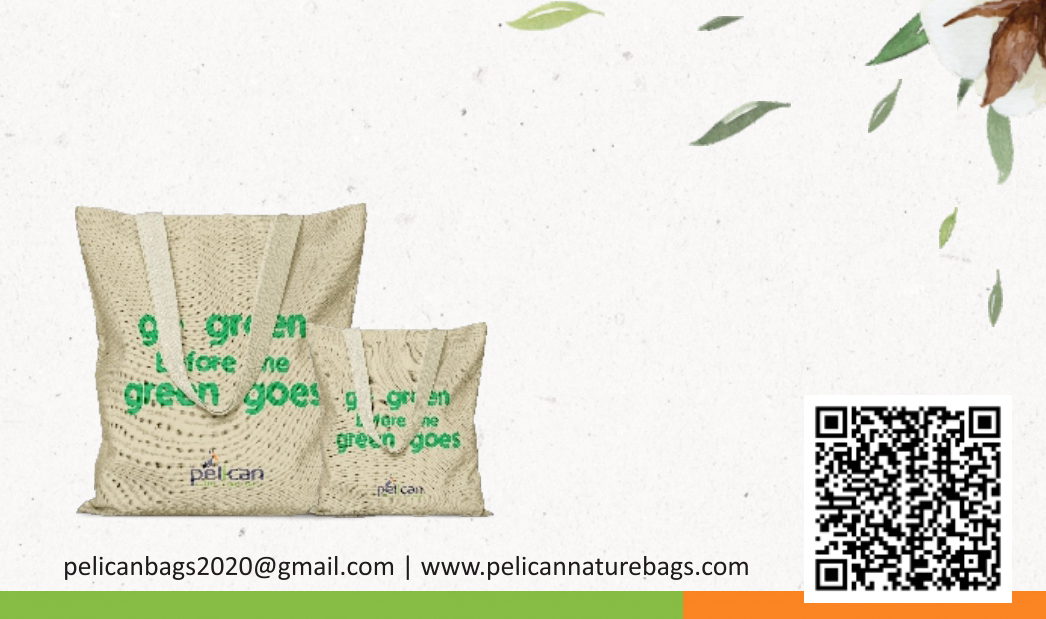 go green
before the
green goes
pelican
go green
before the
green goes
pelican
pelicanbags2020@gmail.com | www.pelicannaturebags.com